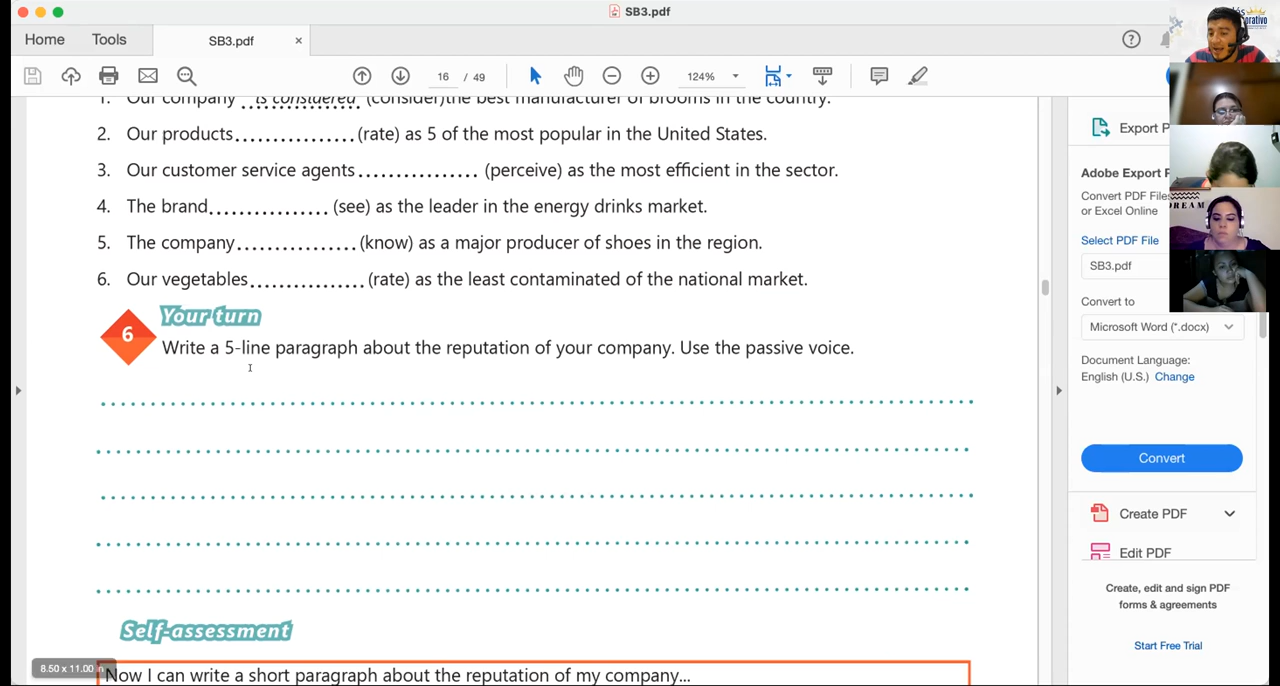 SB3.pdf
Home Tools SB3.pdf ×
16 / 49 124%
1. Our company is considered (consider)the best manufacturer of brooms in the country.
2. Our products................(rate) as 5 of the most popular in the United States.
3. Our customer service agents................(perceive) as the most efficient in the sector.
4. The brand................(see) as the leader in the energy drinks market.
5. The company................(know) as a major producer of shoes in the region.
6. Our vegetables................(rate) as the least contaminated of the national market.
6 Your turn
Write a 5-line paragraph about the reputation of your company. Use the passive voice.
Self-assessment
Now I can write a short paragraph about the reputation of my company...
8.50 x 11.00 in
Export P
Adobe Export P
Convert PDF Files
or Excel Online
Select PDF File
SB3.pdf
Convert to
Microsoft Word (*.docx)
Document Language:
English (U.S.) Change
Convert
Create PDF
Edit PDF
Create, edit and sign PDF
forms & agreements
Start Free Trial
DREAM